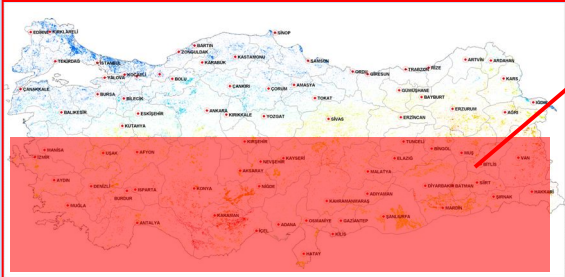 EDİRNE KIRKLARELİ SİNOP
BARTIN
ZONGULDAK
TEKİRDAĞ İSTANBUL KARABÜK KASTAMONU SAMSUN ARTVİN ARDAHAN
YALOVA KOCAELİ BOLU ORDU GİRESUN TRABZON RİZE KARS
ÇANAKKALE BURSA BİLECİK ÇANKIRI ÇORUM AMASYA GÜMÜŞHANE BAYBURT IĞDIR
TOKAT
BALIKESİR ESKİŞEHİR ANKARA KIRIKKALE YOZGAT SİVAS ERZİNCAN ERZURUM AĞRI
KÜTAHYA
KIRŞEHİR TUNCELİ BİNGÖL MUŞ
MANİSA UŞAK AFYON NEVŞEHİR KAYSERİ ELAZIĞ BİTLİS VAN
İZMİR AKSARAY MALATYA
AYDIN DENİZLİ ISPARTA KONYA NİĞDE ADIYAMAN DİYARBAKIR BATMAN SİİRT HAKKARİ
BURDUR KAHRAMANMARAŞ ŞIRNAK
MUĞLA MARDİN
ANTALYA KARAMAN ADANA OSMANİYE GAZİANTEP ŞANLIURFA
İÇEL KİLİS
HATAY